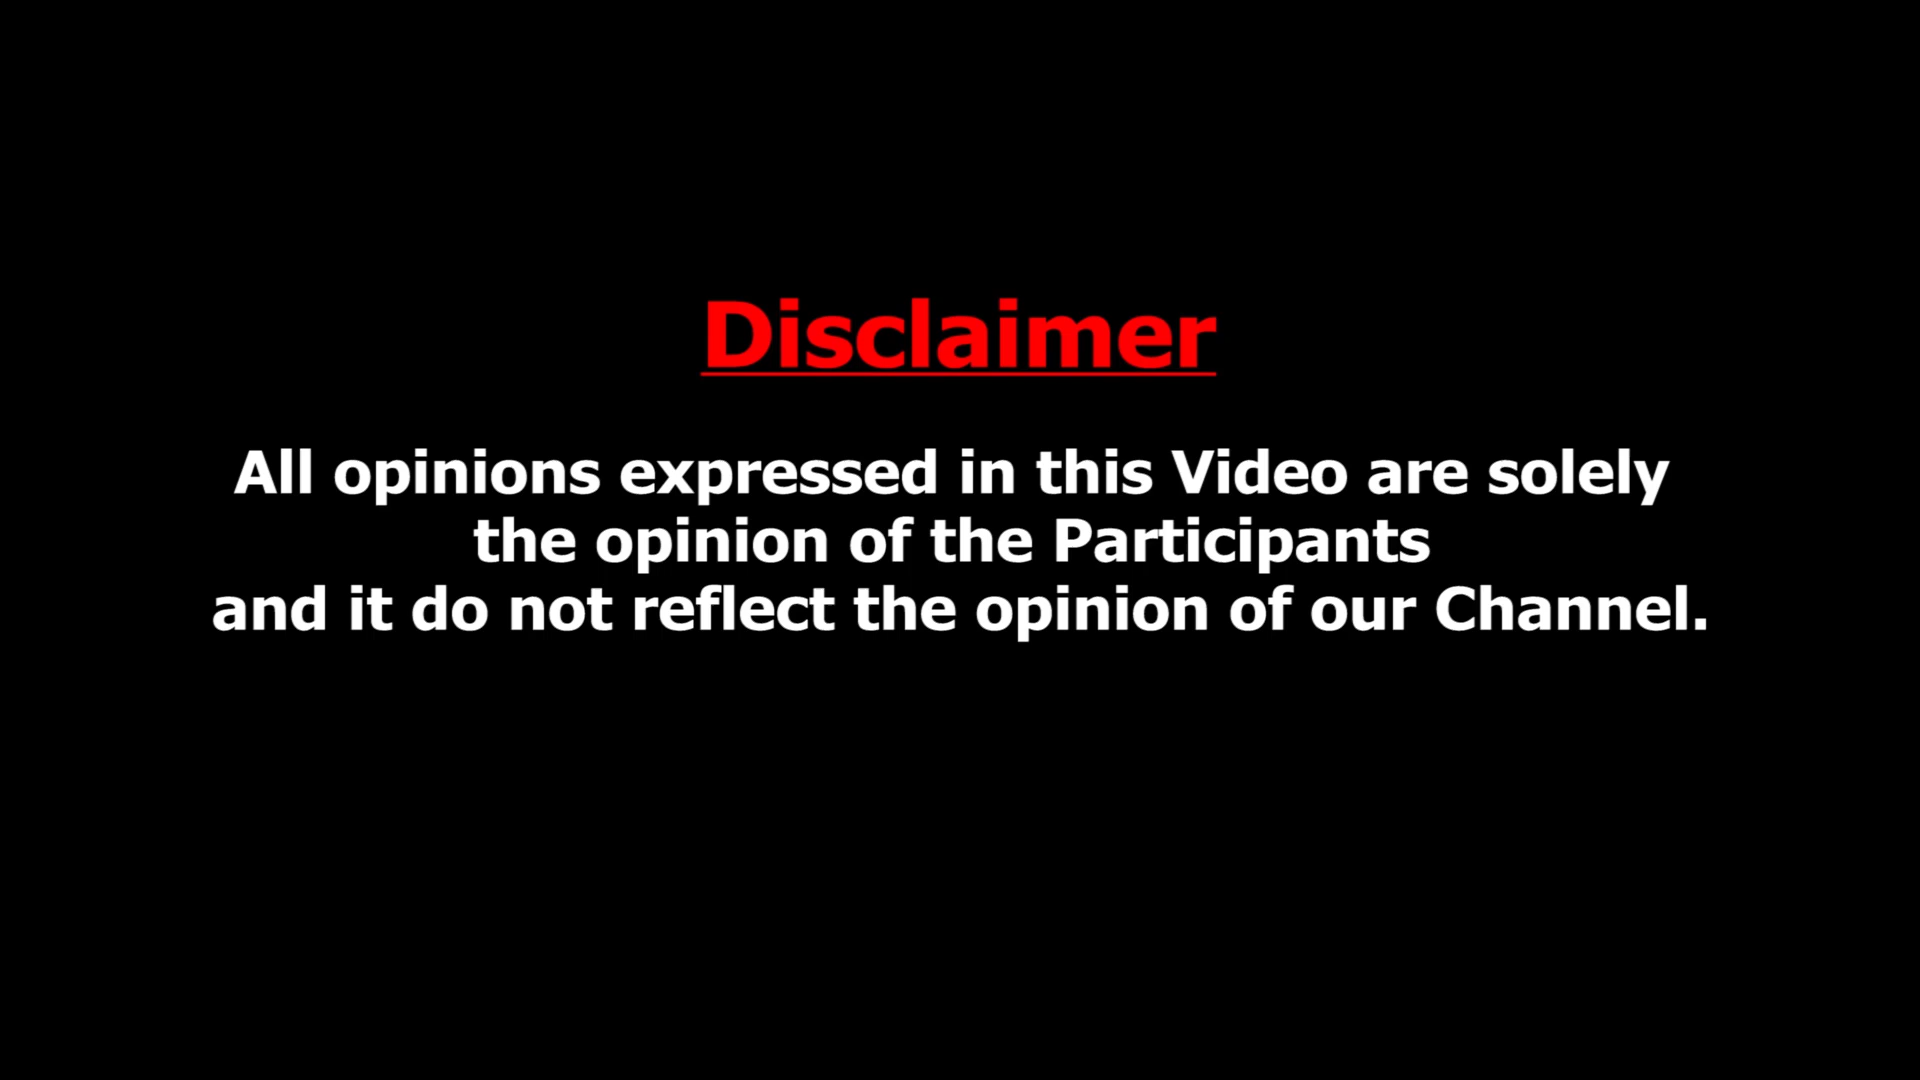 Disclaimer
All opinions expressed in this Video are solely
the opinion of the Participants
and it do not reflect the opinion of our Channel.